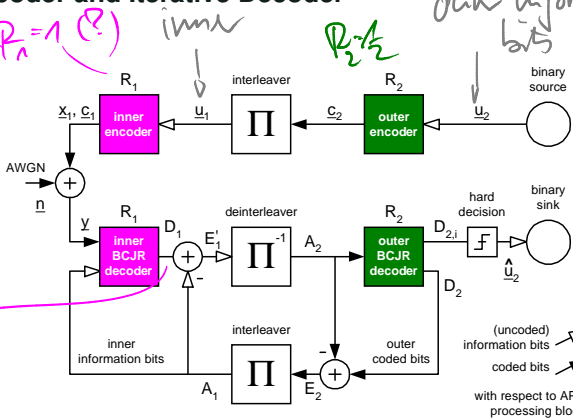 coder and Iterative Decoder
R₁=1 (?)
inner
R₂=1/2
outer infor
bits
R₁
interleaver
R₂
binary
source
x₁, c₁
inner
encoder
u₁
Π
c₂
outer
encoder
u₂
AWGN
n
+
y
R₁
inner
BCJR
decoder
D₁
+
-
E₁'
deinterleaver
Π⁻¹
A₂
R₂
outer
BCJR
decoder
D₂,ᵢ
D₂
hard
decision
û₂
binary
sink
inner
information bits
interleaver
Π
A₁
E₂
-
+
outer
coded bits
(uncoded)
information bits
coded bits
with respect to AP
processing blo